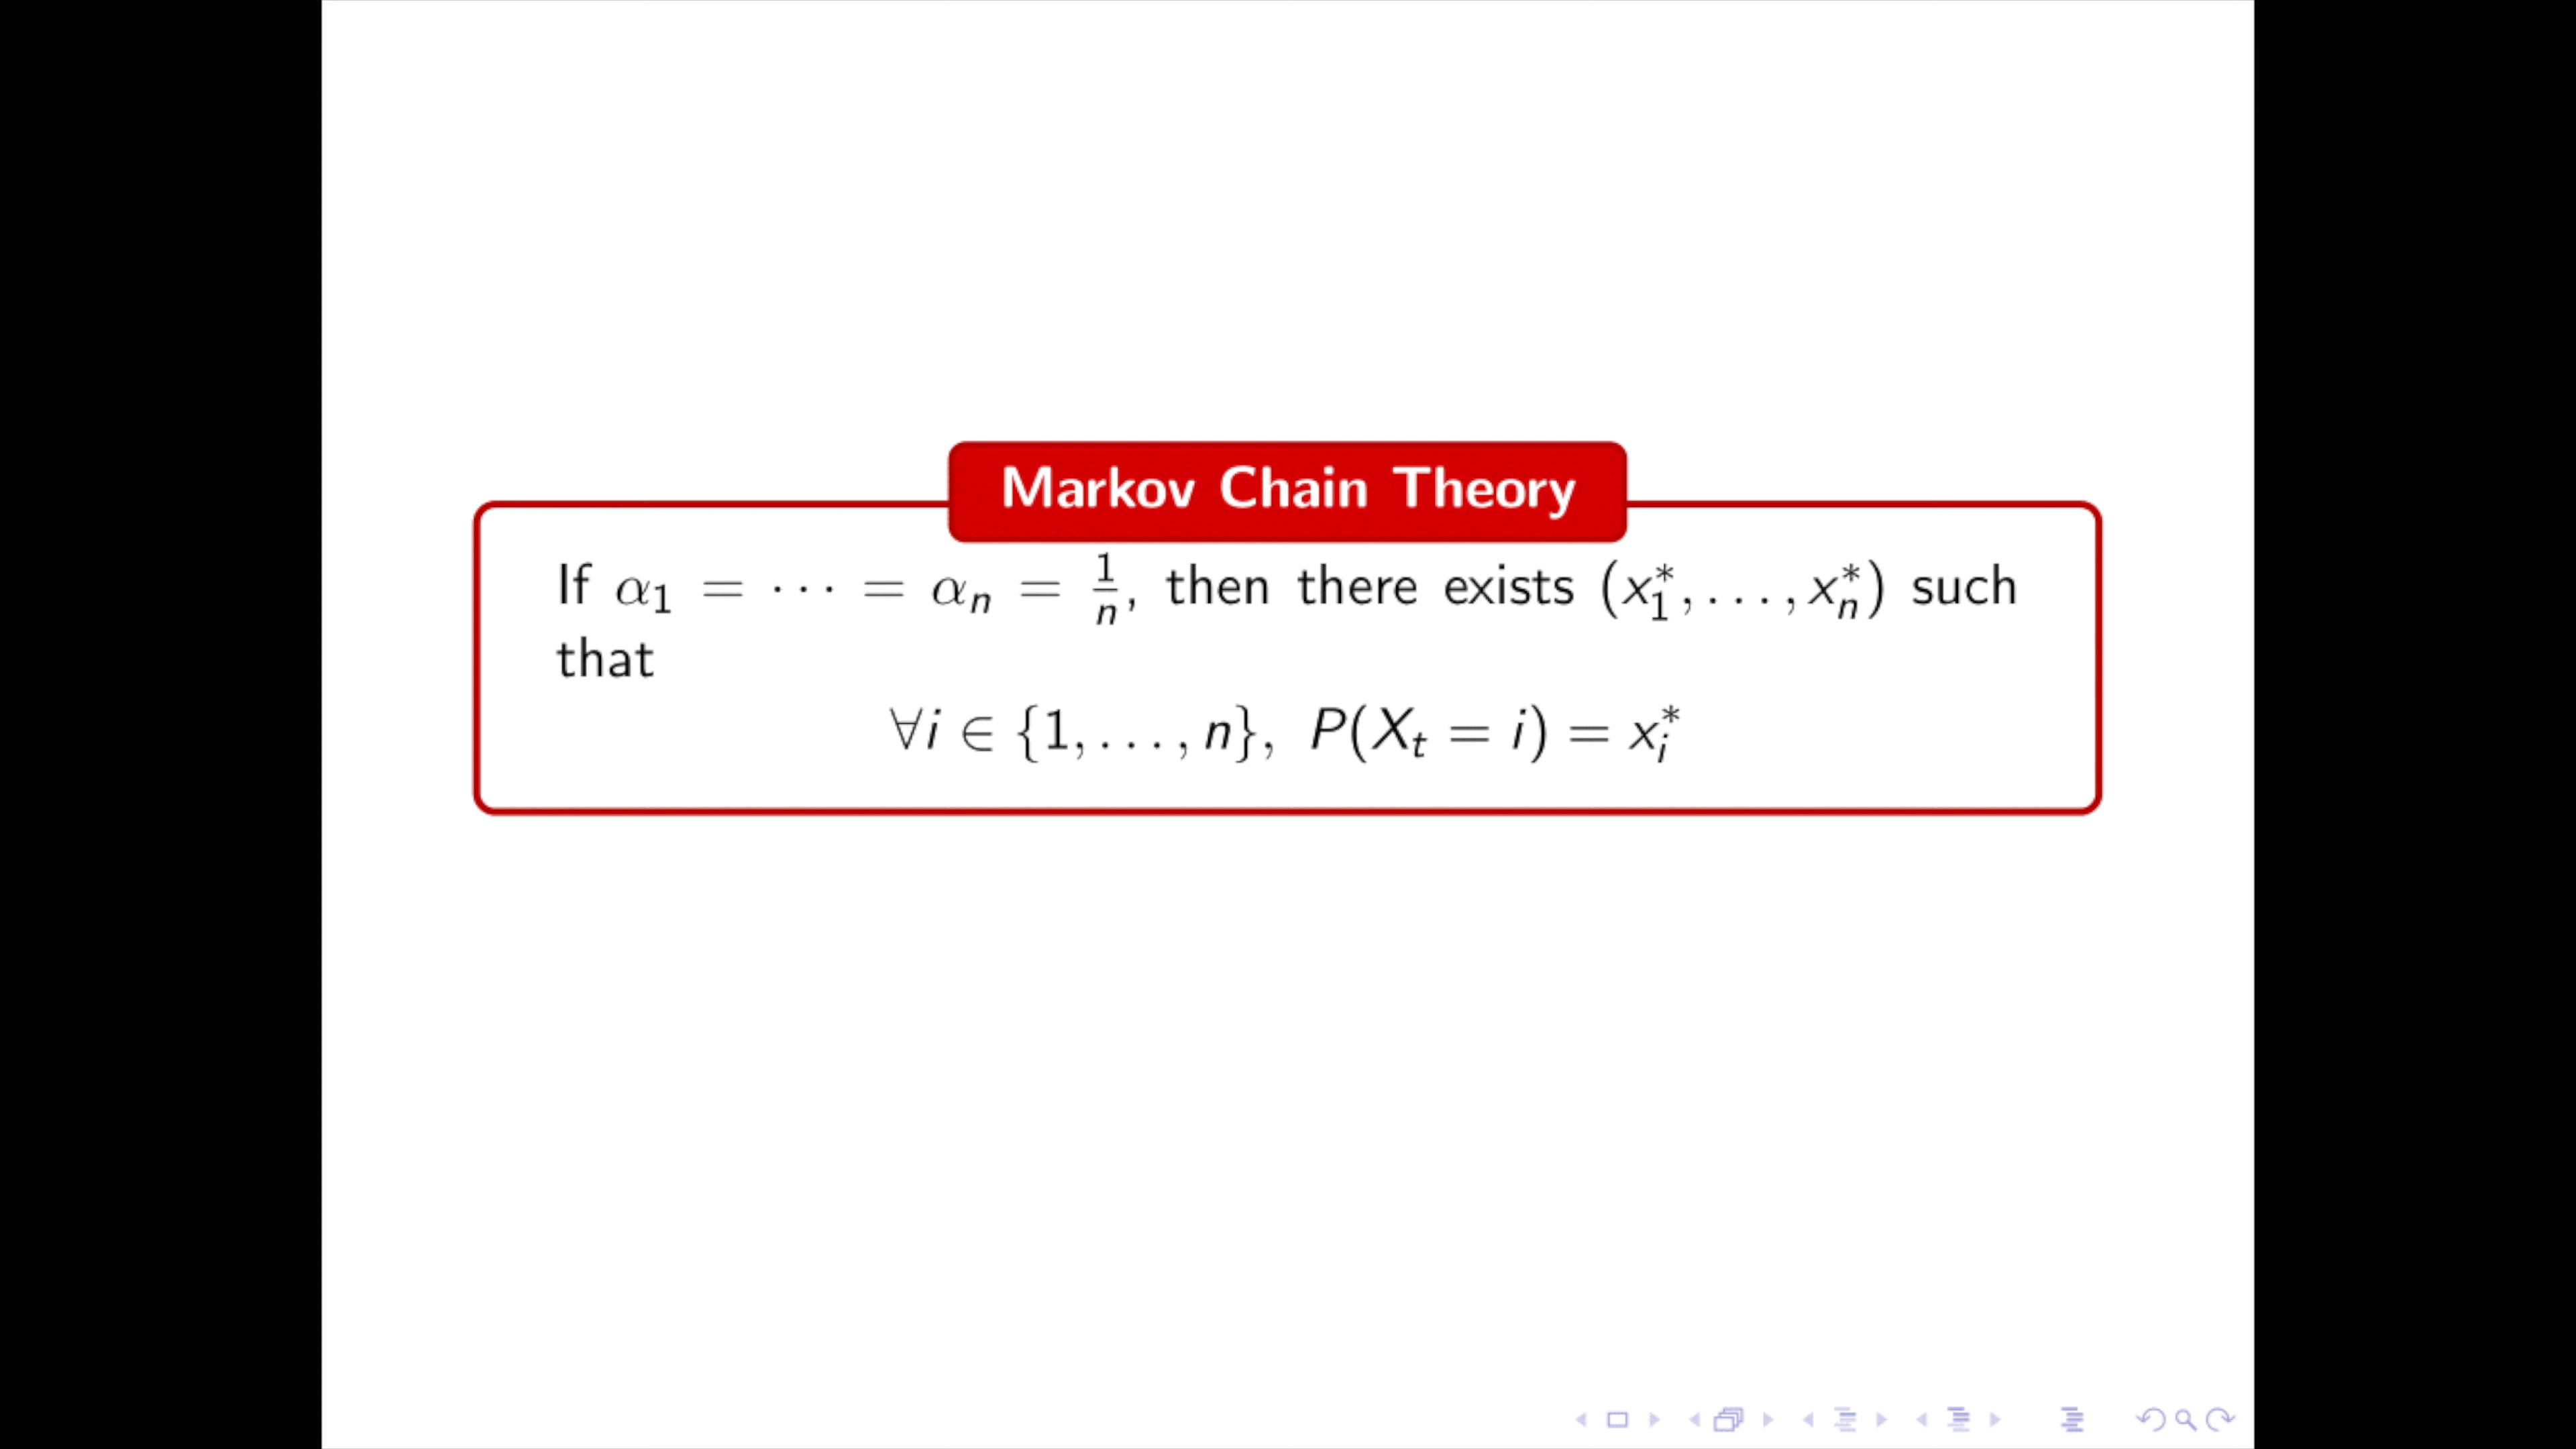 Markov Chain Theory
If α₁ = ··· = αₙ = 1/n, then there exists (x₁*, . . . , xₙ*) such
that
∀i ∈ {1, . . . , n}, P(Xₜ = i) = xᵢ*